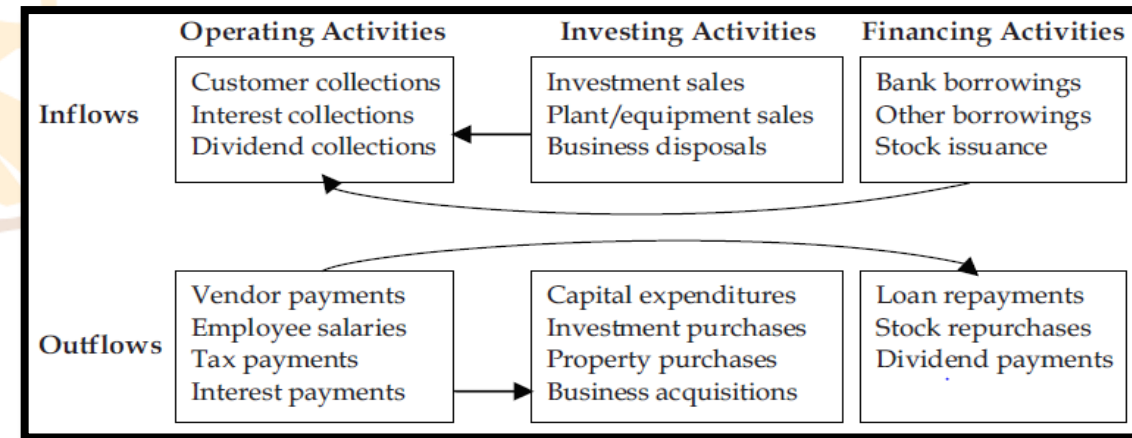 Operating Activities
Investing Activities
Financing Activities
Inflows
Customer collections
Interest collections
Dividend collections
Investment sales
Plant/equipment sales
Business disposals
Bank borrowings
Other borrowings
Stock issuance
Outflows
Vendor payments
Employee salaries
Tax payments
Interest payments
Capital expenditures
Investment purchases
Property purchases
Business acquisitions
Loan repayments
Stock repurchases
Dividend payments